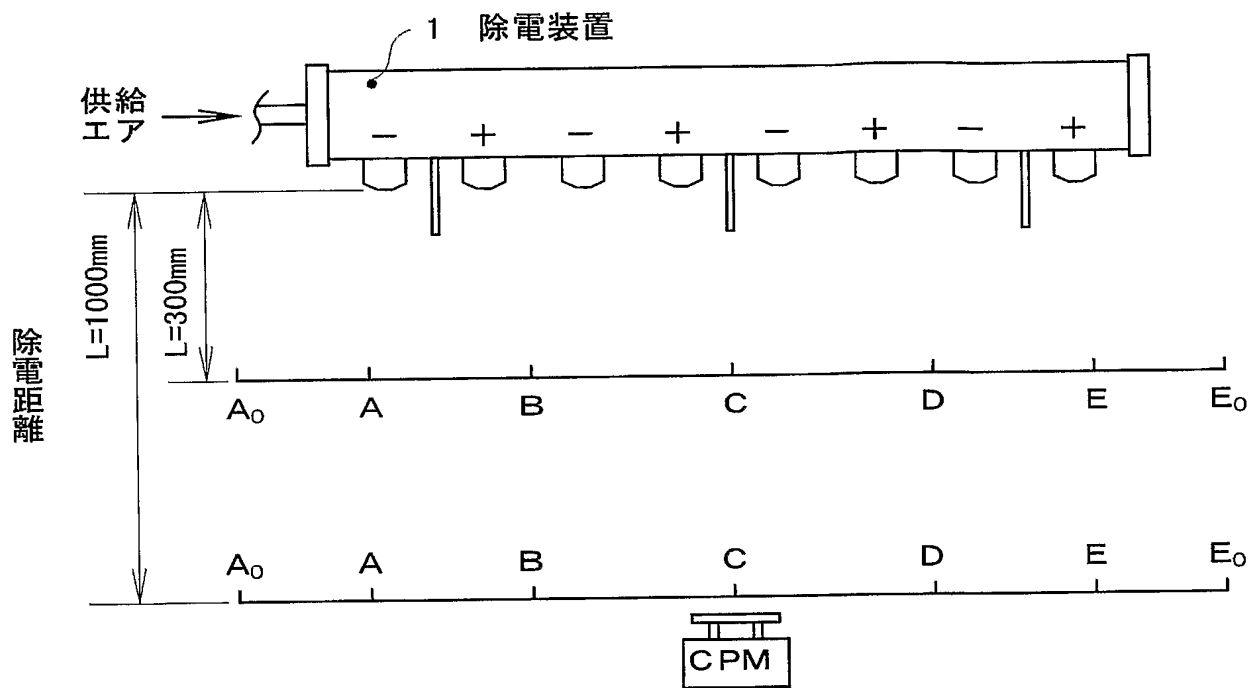 1 除電装置
供給
エア
− + − + − + − +
L=1000mm
L=300mm
除電距離
A₀ A B C D E E₀
A₀ A B C D E E₀
CPM